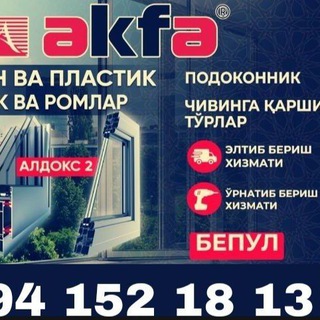 akfa®
Н ВА ПЛАСТИК
К ВА РОМЛАР
АЛДОКС 2
ПОДОКОННИК
ЧИВИНГА ҚАРШИ
ТЎРЛАР
ЭЛТИБ БЕРИШ
ХИЗМАТИ
ЎРНАТИБ БЕРИШ
ХИЗМАТИ
БЕПУЛ
94 152 18 13